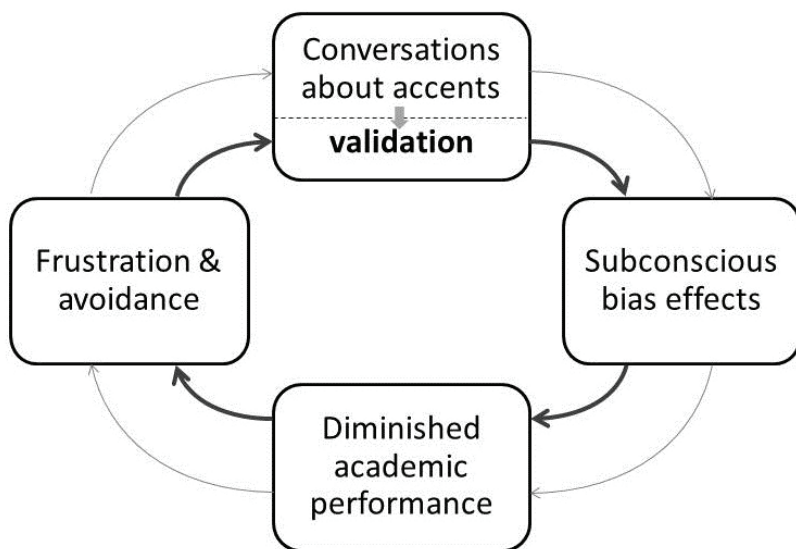 Conversations
about accents
validation
Frustration &
avoidance
Subconscious
bias effects
Diminished
academic
performance